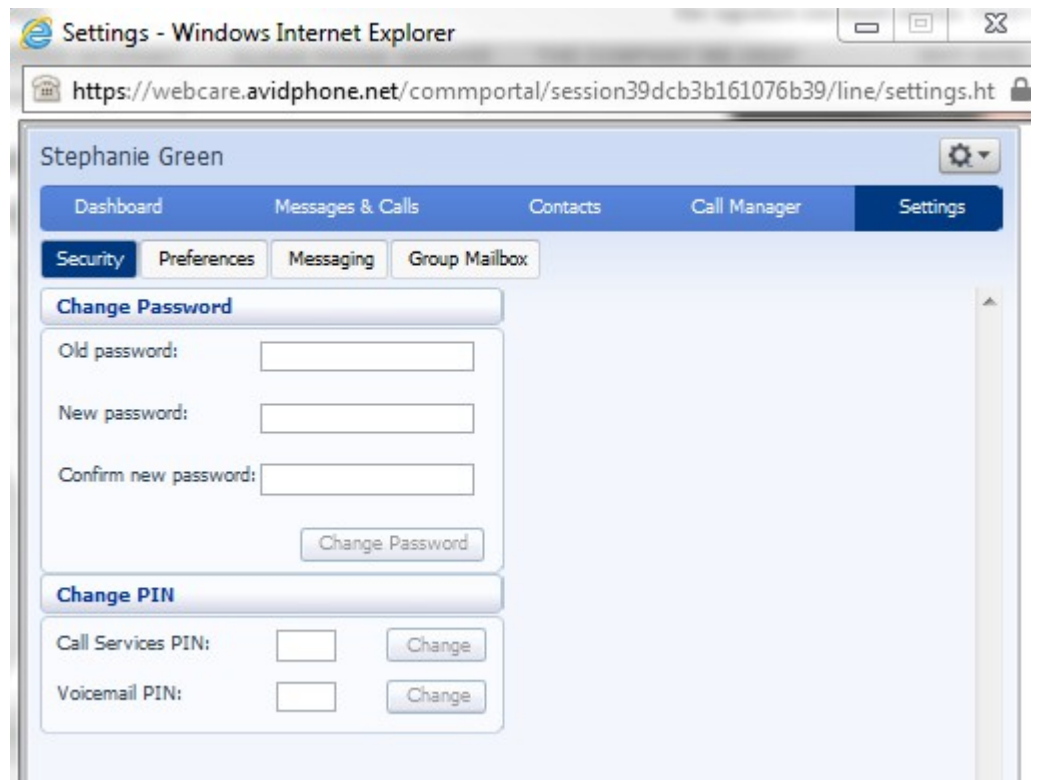 Settings - Windows Internet Explorer
https://webcare.avidphone.net/commportal/session39dcb3b161076b39/line/settings.ht
Stephanie Green
Dashboard Messages & Calls Contacts Call Manager Settings
Security Preferences Messaging Group Mailbox
Change Password
Old password:
New password:
Confirm new password:
Change Password
Change PIN
Call Services PIN: Change
Voicemail PIN: Change